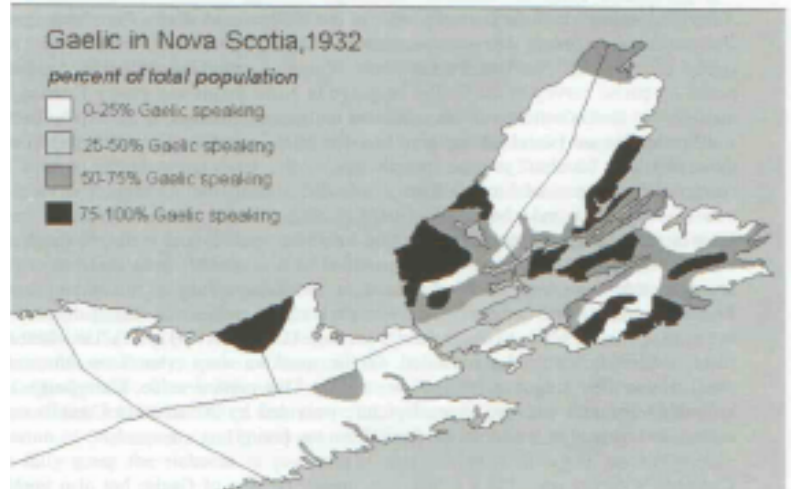 Gaelic in Nova Scotia,1932
percent of total population
0-25% Gaelic speaking
25-50% Gaelic speaking
50-75% Gaelic speaking
75-100% Gaelic speaking